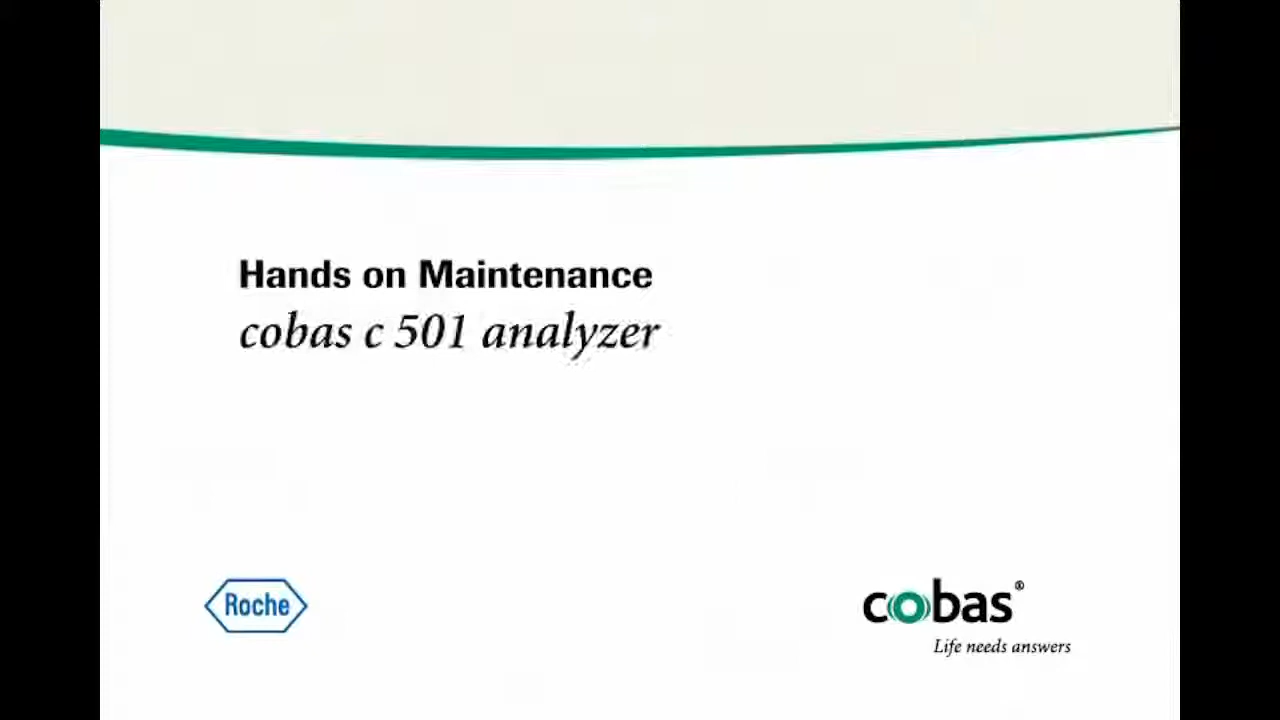 Hands on Maintenance
cobas c 501 analyzer
Roche
cobas®
Life needs answers